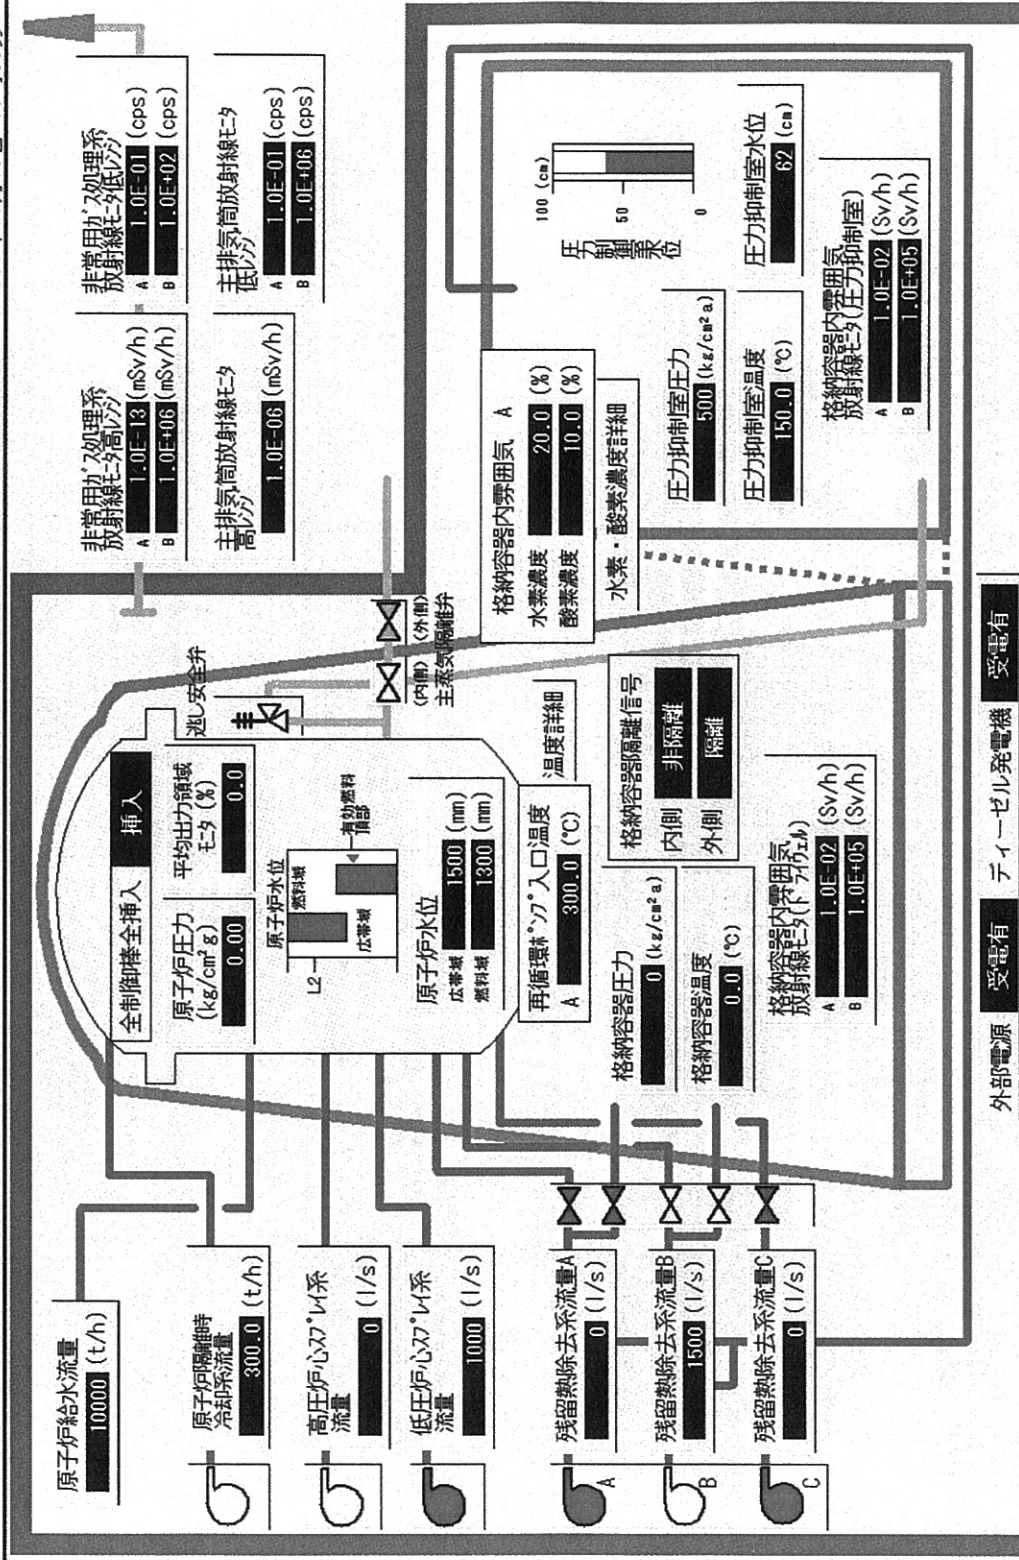 原子炉給水流量
10000 (t/h)
原子炉隔離時
冷却系流量
300.0 (t/h)
高圧炉心スプレイ系
流量
0 (l/s)
低圧炉心スプレイ系
流量
1000 (l/s)
A
残留熱除去系流量A
0 (l/s)
B
残留熱除去系流量B
1500 (l/s)
C
残留熱除去系流量C
0 (l/s)
全制御棒全挿入 挿入
原子炉圧力
(kg/cm²g)
0.00
平均出力領域
モニタ (%)
0.0
原子炉水位
L2
燃料域
広帯域
有効燃料
頂部
原子炉水位
広帯域 1500 (mm)
燃料域 1300 (mm)
再循環ポンプ入口温度
A 300.0 (℃)
温度詳細
逃し安全弁
(内側) (外側)
主蒸気隔離弁
格納容器圧力
0 (kg/cm²a)
格納容器温度
0.0 (℃)
格納容器隔離信号
内側 非隔離
外側 隔離
格納容器内雰囲気
放射線モニタ(ドライウェル)
A 1.0E-02 (Sv/h)
B 1.0E+05 (Sv/h)
外部電源 受電有 ディーゼル発電機 受電有
非常用ガス処理系
放射線モニタ高レンジ
A 1.0E-13 (mSv/h)
B 1.0E+06 (mSv/h)
非常用ガス処理系
放射線モニタ低レンジ
A 1.0E-01 (cps)
B 1.0E+02 (cps)
主排気筒放射線モニタ
高レンジ
1.0E-06 (mSv/h)
主排気筒放射線モニタ
低レンジ
A 1.0E-01 (cps)
B 1.0E+06 (cps)
格納容器内雰囲気 A
水素濃度 20.0 (%)
酸素濃度 10.0 (%)
水素・酸素濃度詳細
圧力抑制室水位
100 (cm)
50
0
圧力抑制室圧力
500 (kg/cm²a)
圧力抑制室温度
150.0 (℃)
圧力抑制室水位
62 (cm)
格納容器内雰囲気
放射線モニタ(圧力抑制室)
A 1.0E-02 (Sv/h)
B 1.0E+05 (Sv/h)